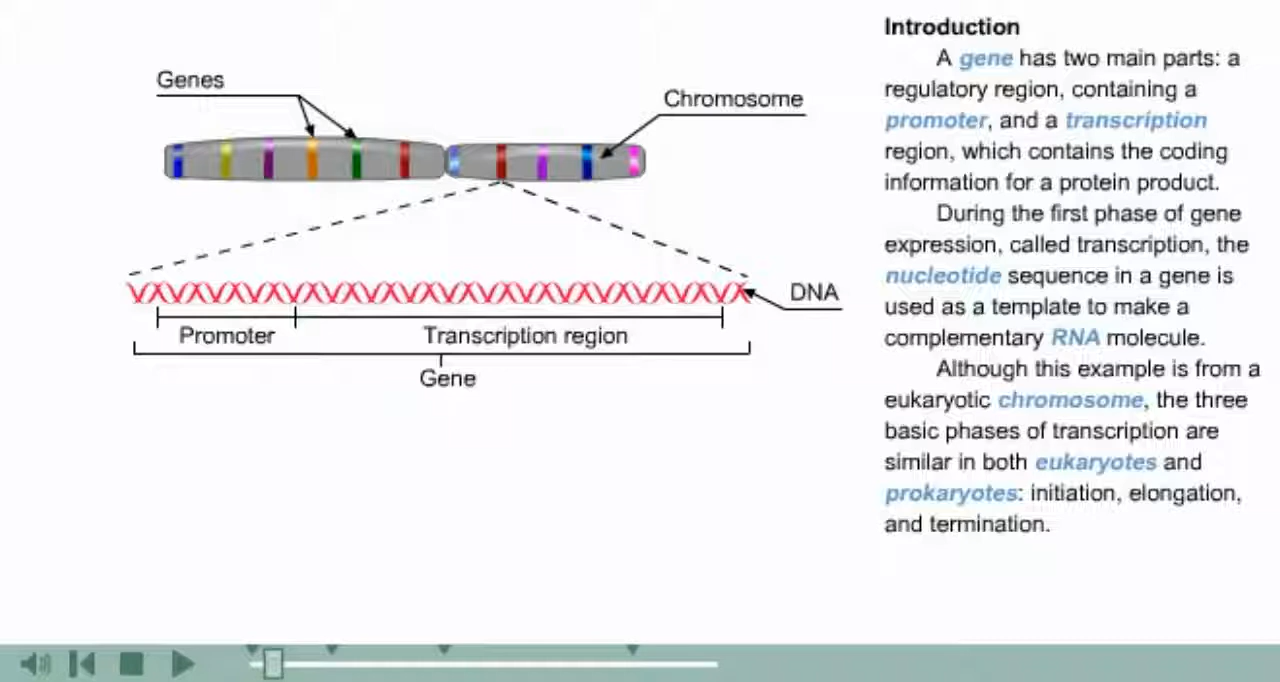 Genes
Chromosome
DNA
Promoter
Transcription region
Gene
Introduction
A gene has two main parts: a
regulatory region, containing a
promoter, and a transcription
region, which contains the coding
information for a protein product.
During the first phase of gene
expression, called transcription, the
nucleotide sequence in a gene is
used as a template to make a
complementary RNA molecule.
Although this example is from a
eukaryotic chromosome, the three
basic phases of transcription are
similar in both eukaryotes and
prokaryotes: initiation, elongation,
and termination.